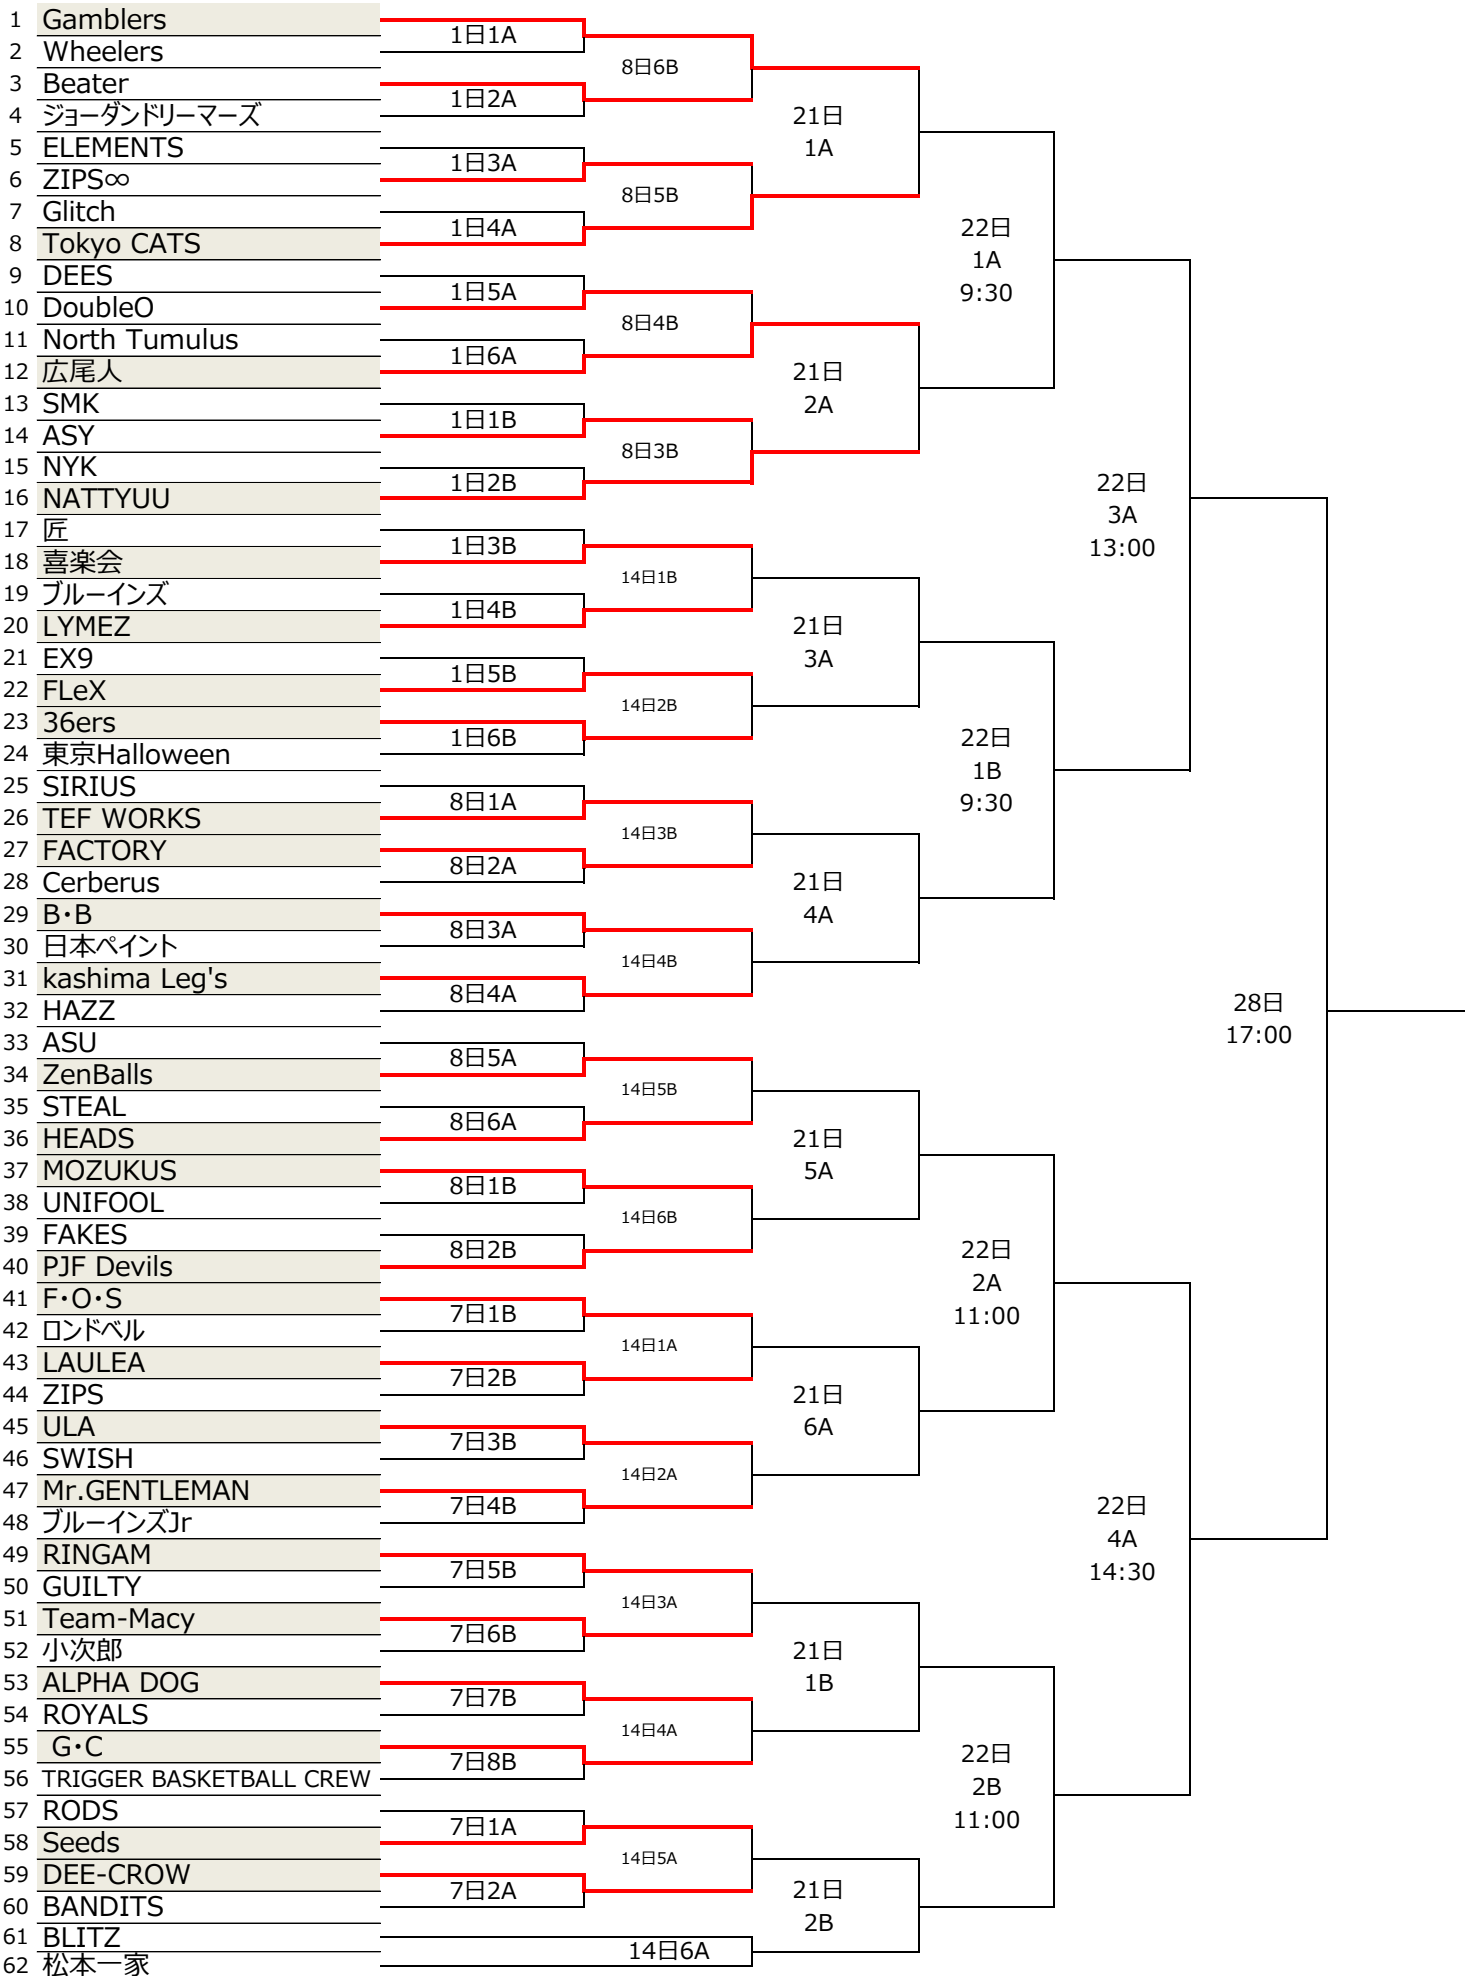 1 Gamblers
1日1A
2 Wheelers
8日6B
3 Beater
1日2A
4 ジョーダンドリーマーズ
21日
1A
5 ELEMENTS
1日3A
6 ZIPS∞
8日5B
7 Glitch
1日4A
8 Tokyo CATS
22日
1A
9:30
9 DEES
1日5A
10 DoubleO
8日4B
11 North Tumulus
1日6A
12 広尾人
21日
2A
13 SMK
1日1B
14 ASY
8日3B
15 NYK
1日2B
16 NATTYUU
22日
3A
13:00
17 匠
1日3B
18 喜楽会
14日1B
19 ブルーインズ
1日4B
20 LYMEZ
21日
3A
21 EX9
1日5B
22 FLeX
14日2B
23 36ers
1日6B
24 東京Halloween
22日
1B
9:30
25 SIRIUS
8日1A
26 TEF WORKS
14日3B
27 FACTORY
8日2A
28 Cerberus
21日
4A
29 B・B
8日3A
30 日本ペイント
14日4B
31 kashima Leg's
8日4A
32 HAZZ
28日
17:00
33 ASU
8日5A
34 ZenBalls
14日5B
35 STEAL
8日6A
36 HEADS
21日
5A
37 MOZUKUS
8日1B
38 UNIFOOL
14日6B
39 FAKES
8日2B
40 PJF Devils
22日
2A
11:00
41 F・O・S
7日1B
42 ロンドベル
14日1A
43 LAULEA
7日2B
44 ZIPS
21日
6A
45 ULA
7日3B
46 SWISH
14日2A
47 Mr.GENTLEMAN
7日4B
48 ブルーインズJr
22日
4A
14:30
49 RINGAM
7日5B
50 GUILTY
14日3A
51 Team-Macy
7日6B
52 小次郎
21日
1B
53 ALPHA DOG
7日7B
54 ROYALS
14日4A
55 G・C
7日8B
56 TRIGGER BASKETBALL CREW
22日
2B
11:00
57 RODS
7日1A
58 Seeds
14日5A
59 DEE-CROW
7日2A
60 BANDITS
21日
2B
61 BLITZ
14日6A
62 松本一家